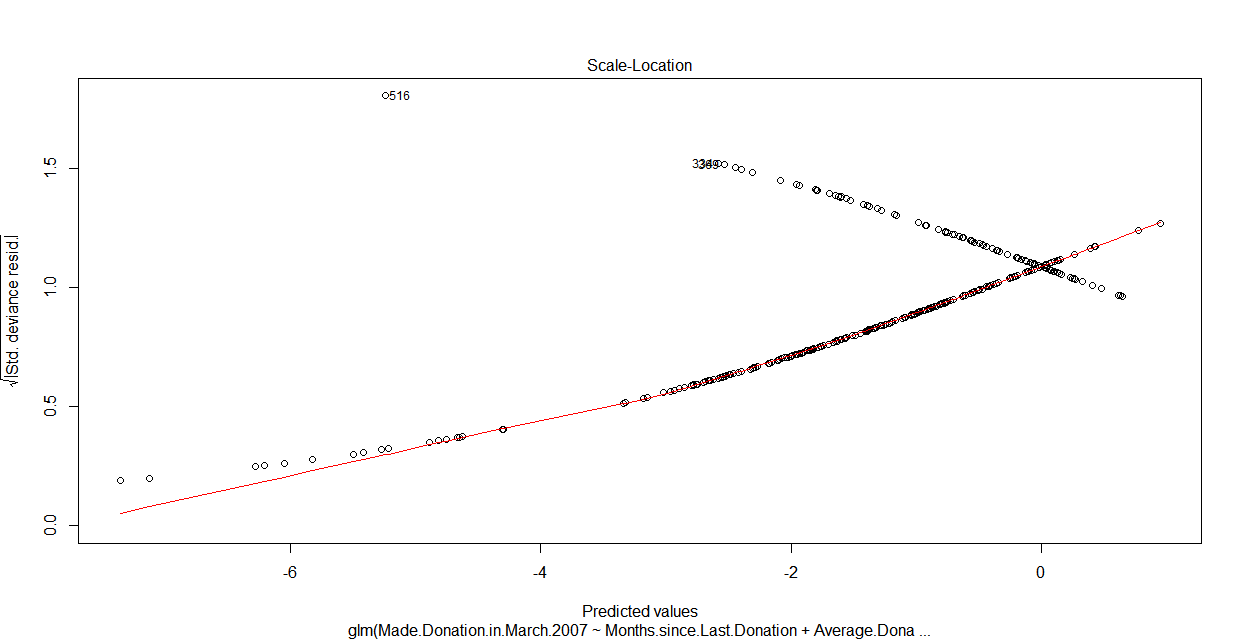 Scale-Location
√|Std. deviance resid.|
1.5
1.0
0.5
0.0
516
-6
-4
-2
0
Predicted values
glm(Made.Donation.in.March.2007 ~ Months.since.Last.Donation + Average.Dona ...